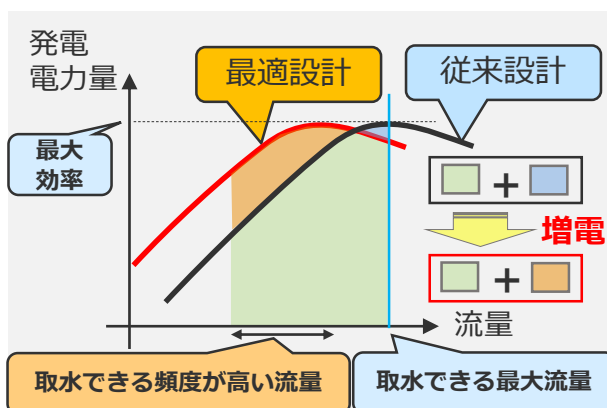 発電
電力量
最適設計
従来設計
最大
効率
+
増電
+
流量
取水できる頻度が高い流量
取水できる最大流量